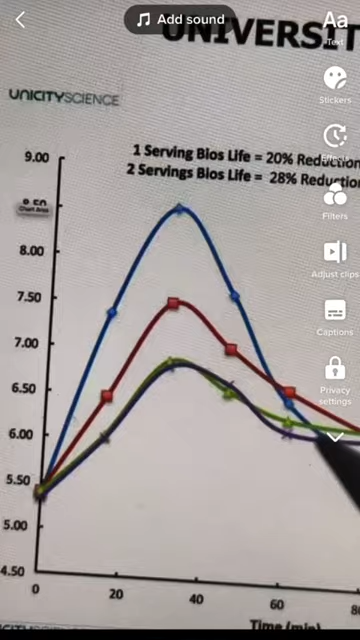 Add sound
UNIVERSIT
Aa
Text
UNICITYSCIENCE
Stickers
1 Serving Bios Life = 20% Reduction
2 Servings Bios Life = 28% Reduction
Effects
9.00
8.50
Chart Area
Filters
8.00
Adjust clips
7.50
7.00
Captions
6.50
Privacy
settings
6.00
5.50
5.00
4.50
0
20
40
60
80
Time (min)